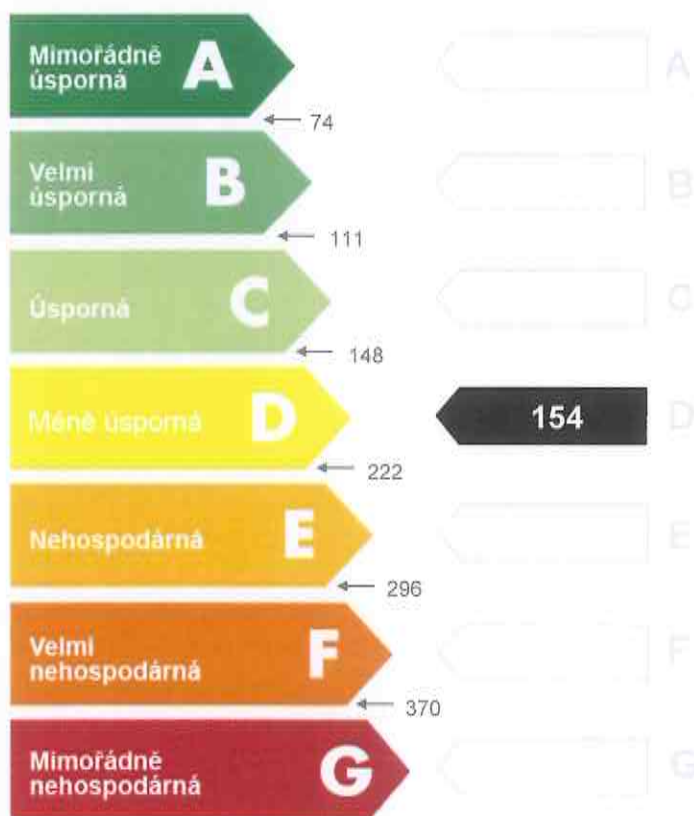 Mimořádně
úsporná
A
A
74
Velmi
úsporná
B
B
111
Úsporná
C
C
148
Méně úsporná
D
154
D
222
Nehospodárná
E
E
296
Velmi
nehospodárná
F
F
370
Mimořádně
nehospodárná
G
G